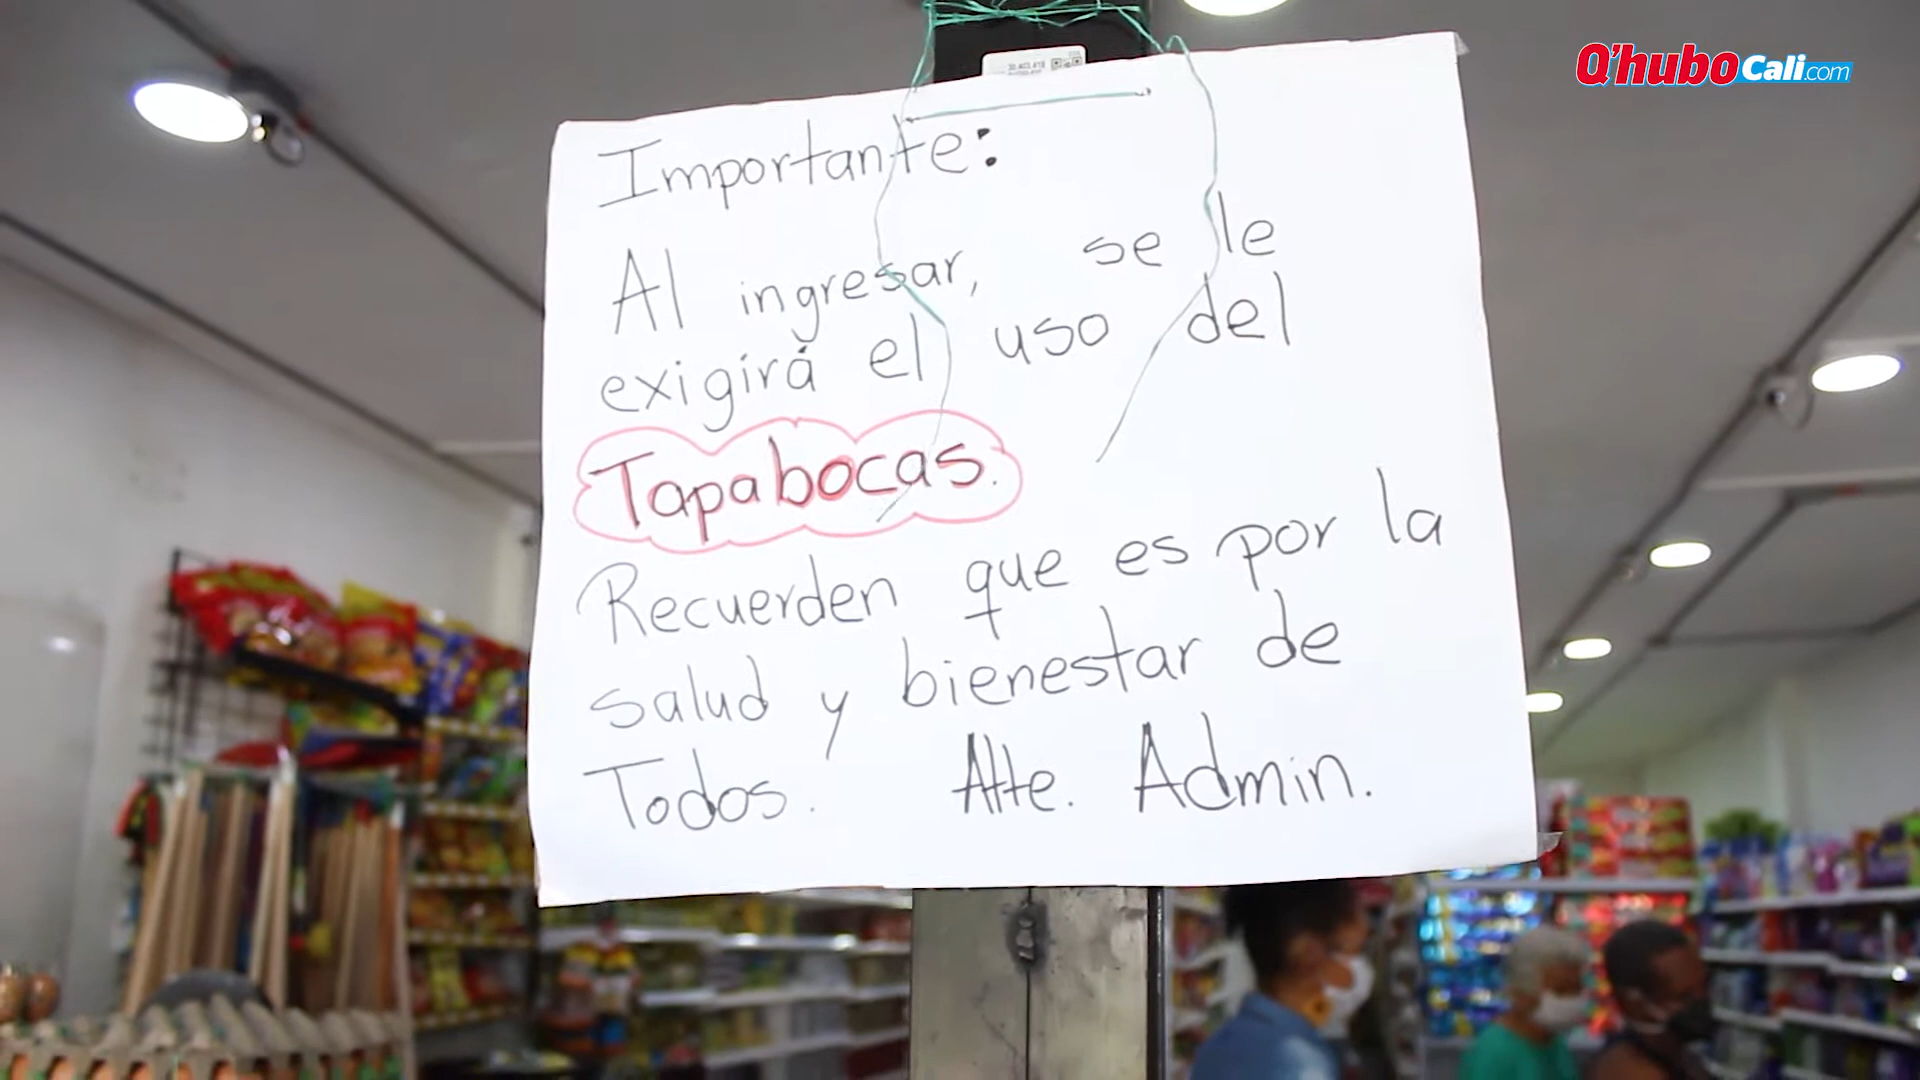 Q'hubo Cali.com
Importante:
Al ingresar, se le
exigirá el uso del
Tapabocas.
Recuerden que es por la
salud y bienestar de
Todos. Atte. Admin.